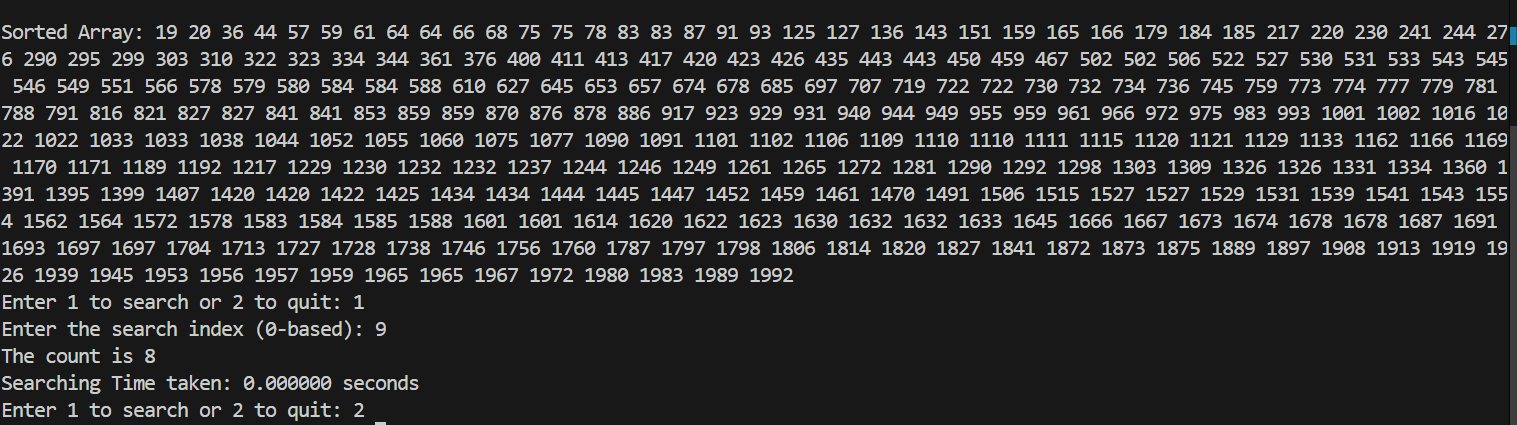 Sorted Array: 19 20 36 44 57 59 61 64 64 66 68 75 75 78 83 83 87 91 93 125 127 136 143 151 159 165 166 179 184 185 217 220 230 241 244 27
6 290 295 299 303 310 322 323 334 344 361 376 400 411 413 417 420 423 426 435 443 443 450 459 467 502 502 506 522 527 530 531 533 543 545
546 549 551 566 578 579 580 584 584 588 610 627 645 653 657 674 678 685 697 707 719 722 722 730 732 734 736 745 759 773 774 777 779 781
788 791 816 821 827 827 841 841 853 859 859 870 876 878 886 917 923 929 931 940 944 949 955 959 961 966 972 975 983 993 1001 1002 1016 10
22 1022 1033 1033 1038 1044 1052 1055 1060 1075 1077 1090 1091 1101 1102 1106 1109 1110 1110 1111 1115 1120 1121 1129 1133 1162 1166 1169
1170 1171 1189 1192 1217 1229 1230 1232 1232 1237 1244 1246 1249 1261 1265 1272 1281 1290 1292 1298 1303 1309 1326 1326 1331 1334 1360 1
391 1395 1399 1407 1420 1420 1422 1425 1434 1434 1444 1445 1447 1452 1459 1461 1470 1491 1506 1515 1527 1527 1529 1531 1539 1541 1543 155
4 1562 1564 1572 1578 1583 1584 1585 1588 1601 1601 1614 1620 1622 1623 1630 1632 1632 1633 1645 1666 1667 1673 1674 1678 1678 1687 1691
1693 1697 1697 1704 1713 1727 1728 1738 1746 1756 1760 1787 1797 1798 1806 1814 1820 1827 1841 1872 1873 1875 1889 1897 1908 1913 1919 19
26 1939 1945 1953 1956 1957 1959 1965 1965 1967 1972 1980 1983 1989 1992
Enter 1 to search or 2 to quit: 1
Enter the search index (0-based): 9
The count is 8
Searching Time taken: 0.000000 seconds
Enter 1 to search or 2 to quit: 2